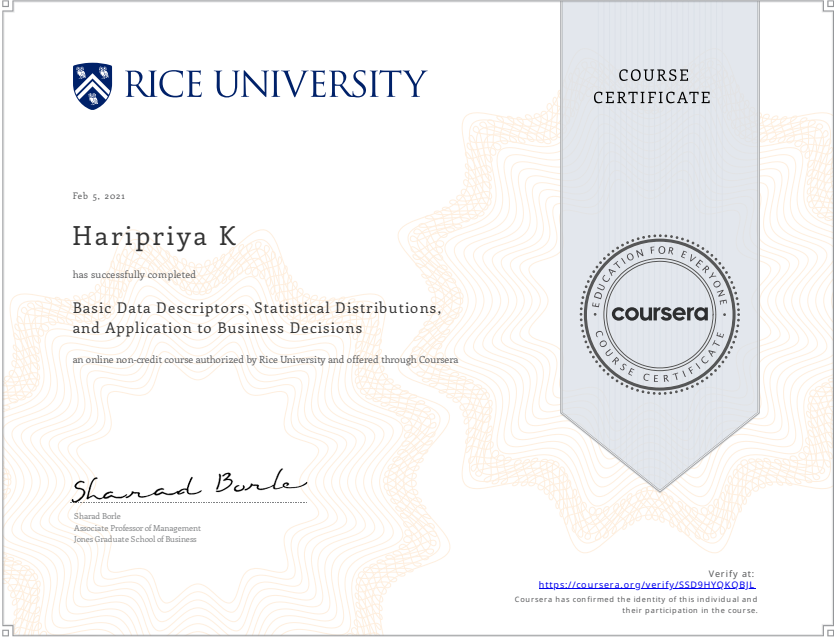 RICE UNIVERSITY
COURSE
CERTIFICATE
Feb 5, 2021
Haripriya K
has successfully completed
Basic Data Descriptors, Statistical Distributions,
and Application to Business Decisions
an online non-credit course authorized by Rice University and offered through Coursera
EDUCATION FOR EVERYONE
coursera
COURSE CERTIFICATE
Sharad Borle
Sharad Borle
Associate Professor of Management
Jones Graduate School of Business
Verify at:
https://coursera.org/verify/SSD9HYQKQBJL
Coursera has confirmed the identity of this individual and
their participation in the course.